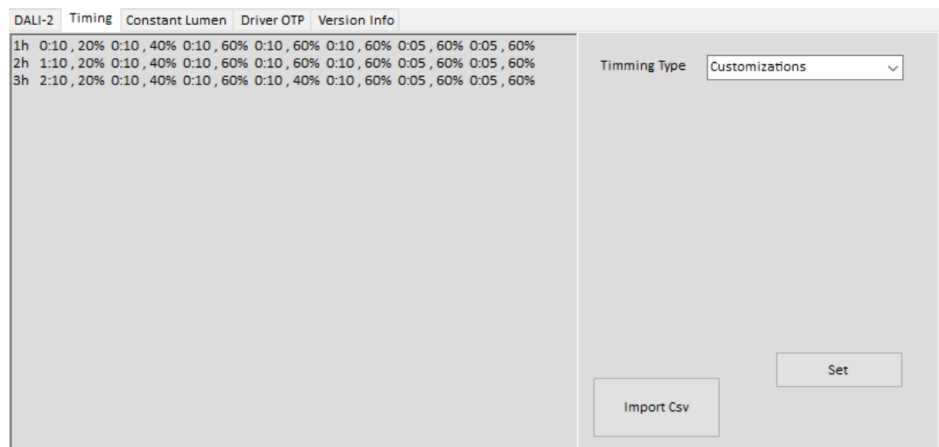 DALI-2 Timing Constant Lumen Driver OTP Version Info
1h 0:10 , 20% 0:10 , 40% 0:10 , 60% 0:10 , 60% 0:10 , 60% 0:05 , 60% 0:05 , 60%
2h 1:10 , 20% 0:10 , 40% 0:10 , 60% 0:10 , 60% 0:10 , 60% 0:05 , 60% 0:05 , 60%
3h 2:10 , 20% 0:10 , 40% 0:10 , 60% 0:10 , 40% 0:10 , 60% 0:05 , 60% 0:05 , 60%
Timming Type Customizations
Set
Import Csv